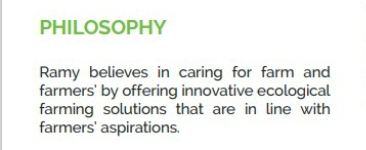 PHILOSOPHY
Ramy believes in caring for farm and
farmers' by offering innovative ecological
farming solutions that are in line with
farmers' aspirations.